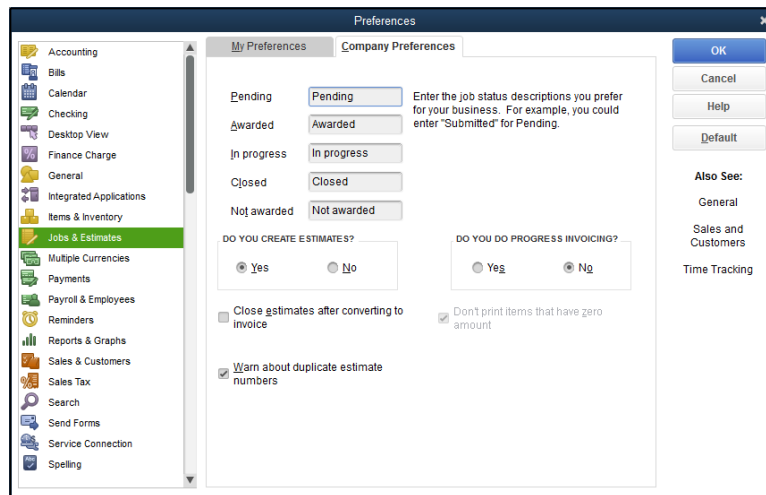 Preferences
Accounting
Bills
Calendar
Checking
Desktop View
Finance Charge
General
Integrated Applications
Items & Inventory
Jobs & Estimates
Multiple Currencies
Payments
Payroll & Employees
Reminders
Reports & Graphs
Sales & Customers
Sales Tax
Search
Send Forms
Service Connection
Spelling
My Preferences
Company Preferences
Pending Pending
Awarded Awarded
In progress In progress
Closed Closed
Not awarded Not awarded
Enter the job status descriptions you prefer
for your business. For example, you could
enter "Submitted" for Pending.
DO YOU CREATE ESTIMATES?
Yes No
DO YOU DO PROGRESS INVOICING?
Yes No
Close estimates after converting to
invoice
Don't print items that have zero
amount
Warn about duplicate estimate
numbers
OK
Cancel
Help
Default
Also See:
General
Sales and
Customers
Time Tracking